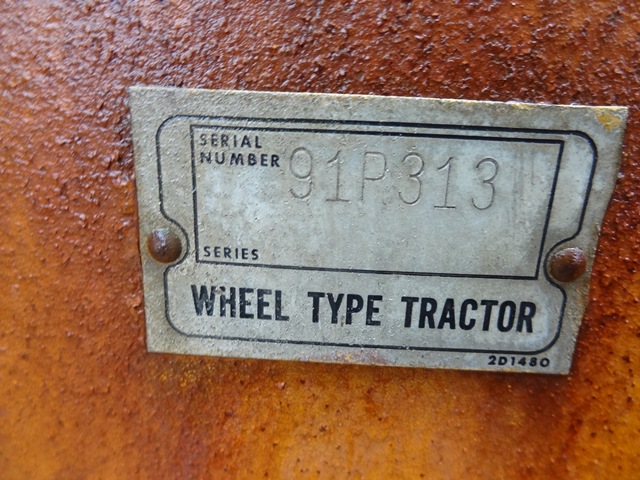 SERIAL
NUMBER 91P313
SERIES
WHEEL TYPE TRACTOR
2D1480